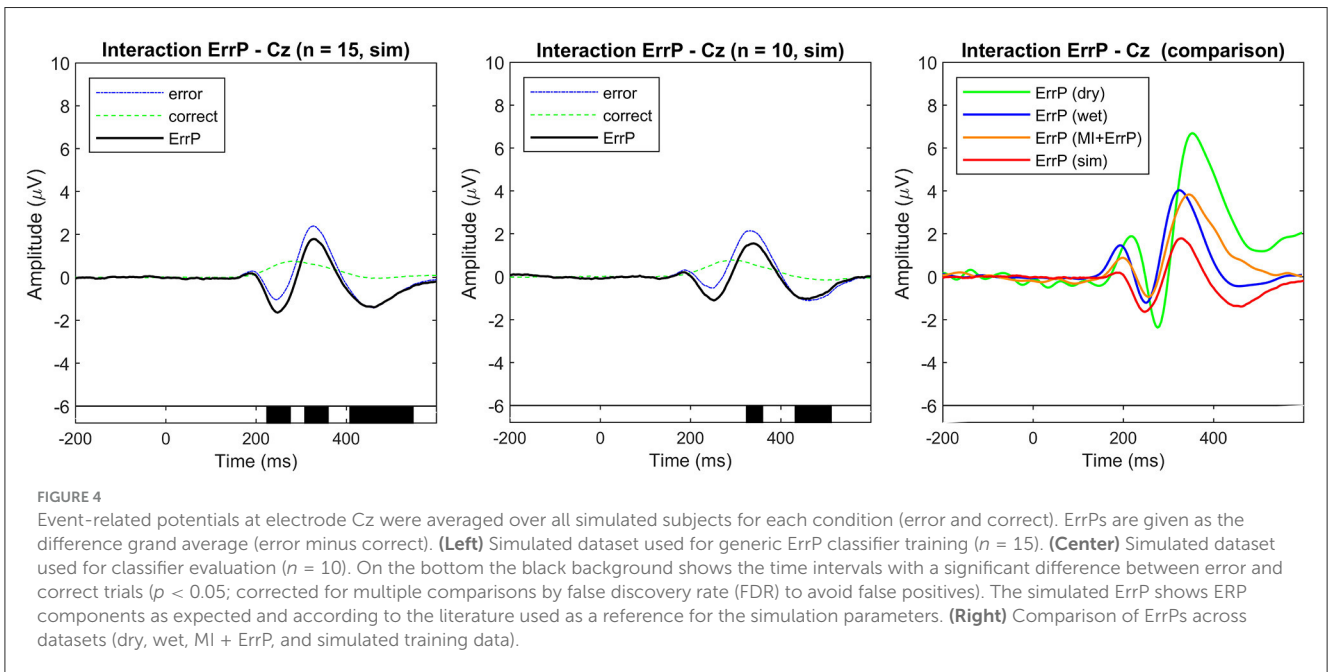 Interaction ErrP - Cz (n = 15, sim)
10
8
6
4
2
0
-2
-4
-6
Amplitude (μV)
error
correct
ErrP
-200
0
200
400
Time (ms)
Interaction ErrP - Cz (n = 10, sim)
10
8
6
4
2
0
-2
-4
-6
Amplitude (μV)
error
correct
ErrP
-200
0
200
400
Time (ms)
Interaction ErrP - Cz (comparison)
10
8
6
4
2
0
-2
-4
-6
Amplitude (μV)
ErrP (dry)
ErrP (wet)
ErrP (MI+ErrP)
ErrP (sim)
-200
0
200
400
Time (ms)
FIGURE 4
Event-related potentials at electrode Cz were averaged over all simulated subjects for each condition (error and correct). ErrPs are given as the
difference grand average (error minus correct). (Left) Simulated dataset used for generic ErrP classifier training (n = 15). (Center) Simulated dataset
used for classifier evaluation (n = 10). On the bottom the black background shows the time intervals with a significant difference between error and
correct trials (p < 0.05; corrected for multiple comparisons by false discovery rate (FDR) to avoid false positives). The simulated ErrP shows ERP
components as expected and according to the literature used as a reference for the simulation parameters. (Right) Comparison of ErrPs across
datasets (dry, wet, MI + ErrP, and simulated training data).